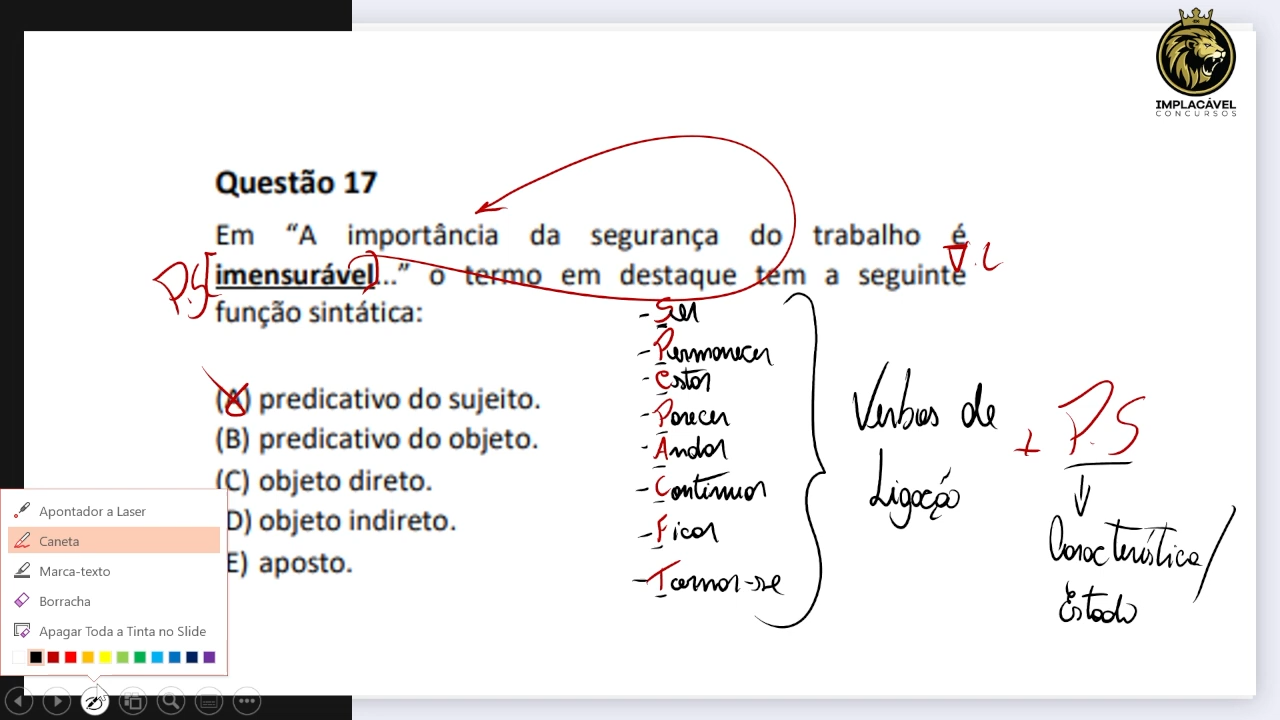 IMPLACÁVEL
CONCURSOS
Questão 17
Em “A importância da segurança do trabalho é
V.L
P.S
imensurável...” o termo em destaque tem a seguinte
função sintática:
(A) predicativo do sujeito.
(B) predicativo do objeto.
(C) objeto direto.
D) objeto indireto.
E) aposto.
- Ser
- Permanecer
- Estar
- Parecer
- Andar
- Continuar
- Ficar
- Tornar-se
Verbos de
Ligação
+ P.S
Característica/
Estado
Apontador a Laser
Caneta
Marca-texto
Borracha
Apagar Toda a Tinta no Slide